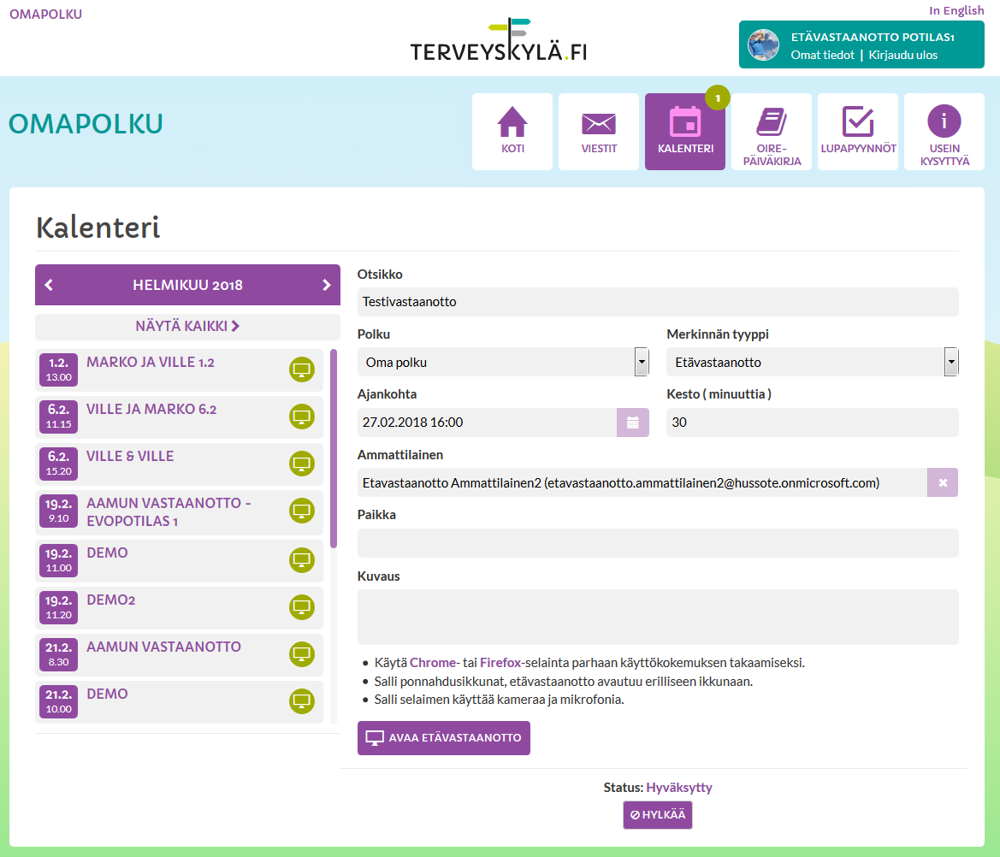 OMAPOLKU
In English
TERVEYSKYLÄ.FI
ETÄVASTAANOTTO POTILAS1
Omat tiedot | Kirjaudu ulos
OMAPOLKU
KOTI
VIESTIT
1
KALENTERI
OIRE-
PÄIVÄKIRJA
LUPAPYYNNÖT
USEIN
KYSYTTYÄ
Kalenteri
HELMIKUU 2018
NÄYTÄ KAIKKI
1.2.
13.00
MARKO JA VILLE 1.2
6.2.
11.15
VILLE JA MARKO 6.2
6.2.
15.20
VILLE & VILLE
19.2.
9.10
AAMUN VASTAANOTTO -
EVOPOTILAS 1
19.2.
11.00
DEMO
19.2.
11.20
DEMO2
21.2.
8.30
AAMUN VASTAANOTTO
21.2.
10.00
DEMO
Otsikko
Testivastaanotto
Polku
Merkinnän tyyppi
Oma polku
Etävastaanotto
Ajankohta
Kesto ( minuuttia )
27.02.2018 16:00
30
Ammattilainen
Etavastaanotto Ammattilainen2 (etavastaanotto.ammattilainen2@hussote.onmicrosoft.com)
Paikka
Kuvaus
• Käytä Chrome- tai Firefox-selainta parhaan käyttökokemuksen takaamiseksi.
• Salli ponnahdusikkunat, etävastaanotto avautuu erilliseen ikkunaan.
• Salli selaimen käyttää kameraa ja mikrofonia.
AVAA ETÄVASTAANOTTO
Status: Hyväksytty
HYLKÄÄ